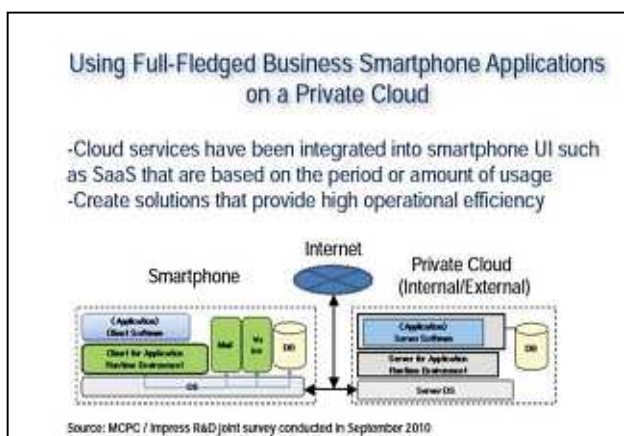 Using Full-Fledged Business Smartphone Applications
on a Private Cloud
-Cloud services have been integrated into smartphone UI such
as SaaS that are based on the period or amount of usage
-Create solutions that provide high operational efficiency
Internet
Smartphone
Private Cloud
(Internal/External)
(Application)
Client Software
Client for Application
Runtime Environment
Mail
DB
OS
(Application)
Server Software
Server for Application
Runtime Environment
DB
Server OS
Source: MCPC / Impress R&D joint survey conducted in September 2010